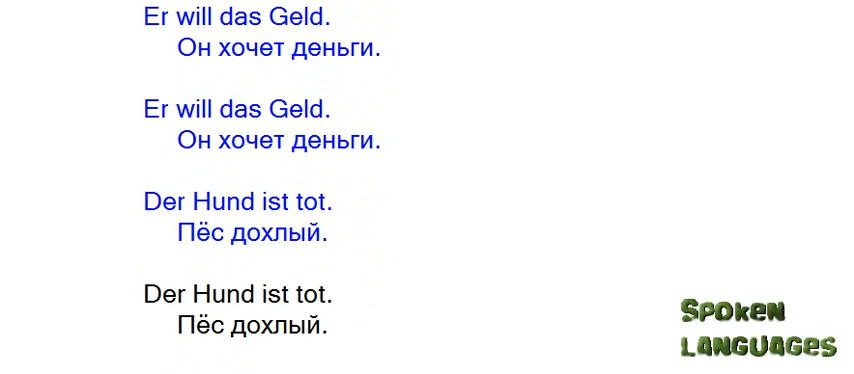 Er will das Geld.
Он хочет деньги.
Er will das Geld.
Он хочет деньги.
Der Hund ist tot.
Пёс дохлый.
Der Hund ist tot.
Пёс дохлый.
Spoken
Languages